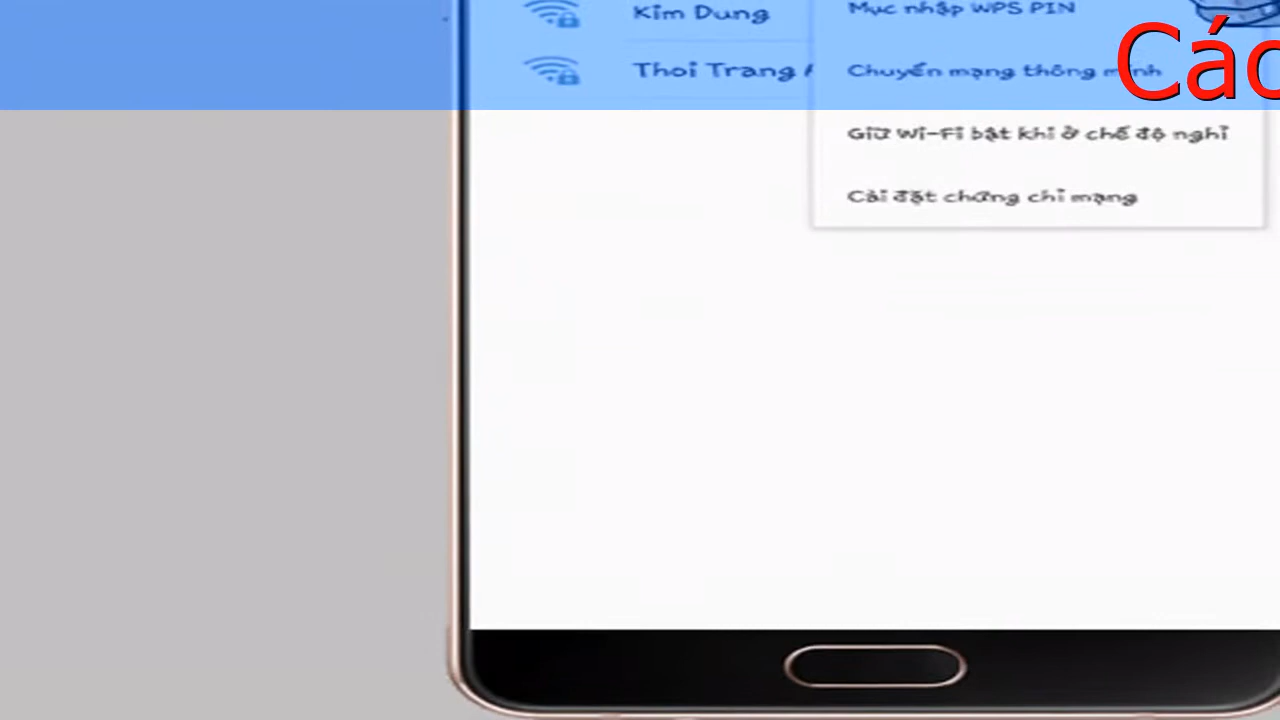 Kim Dung
Mục nhập WPS PIN
Các
Thoi Trang
Chuyển mạng thông minh
Giữ Wi-Fi bật khi ở chế độ nghỉ
Cài đặt chứng chỉ mạng